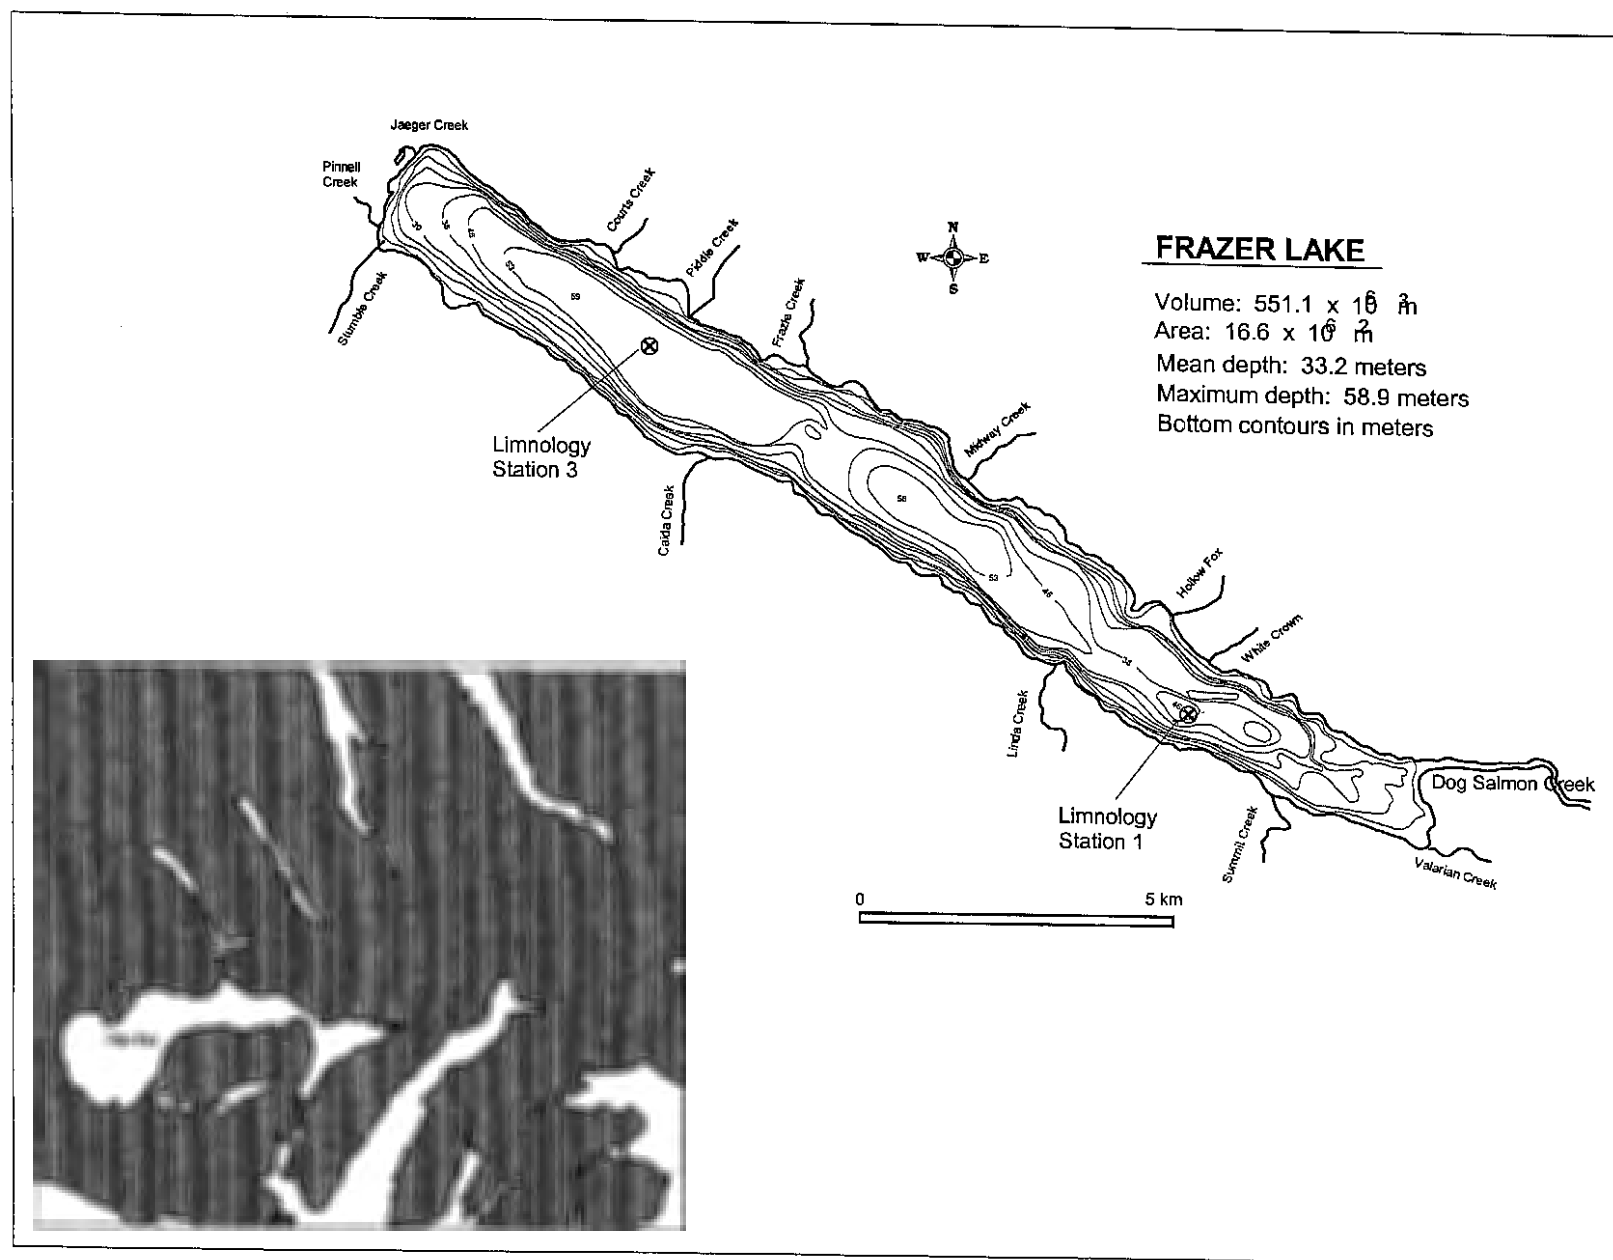 Jaeger Creek
Pinnell
Creek
Stumble Creek
Courts Creek
Piddle Creek
Frazie Creek
Midway Creek
Hollow Fox
White Crown
Dog Salmon Creek
Valarian Creek
Summit Creek
Linda Creek
Caida Creek
Limnology
Station 3
Limnology
Station 1
N
W E
S
FRAZER LAKE
Volume: 551.1 x 10⁶ m³
Area: 16.6 x 10⁶ m²
Mean depth: 33.2 meters
Maximum depth: 58.9 meters
Bottom contours in meters
53
59
58
53
46
0 5 km